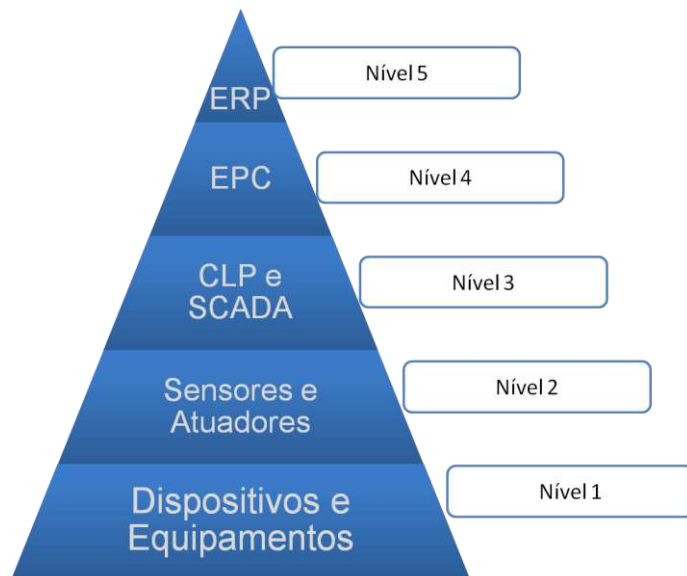 ERP
Nível 5
EPC
Nível 4
CLP e
SCADA
Nível 3
Sensores e
Atuadores
Nível 2
Dispositivos e
Equipamentos
Nível 1